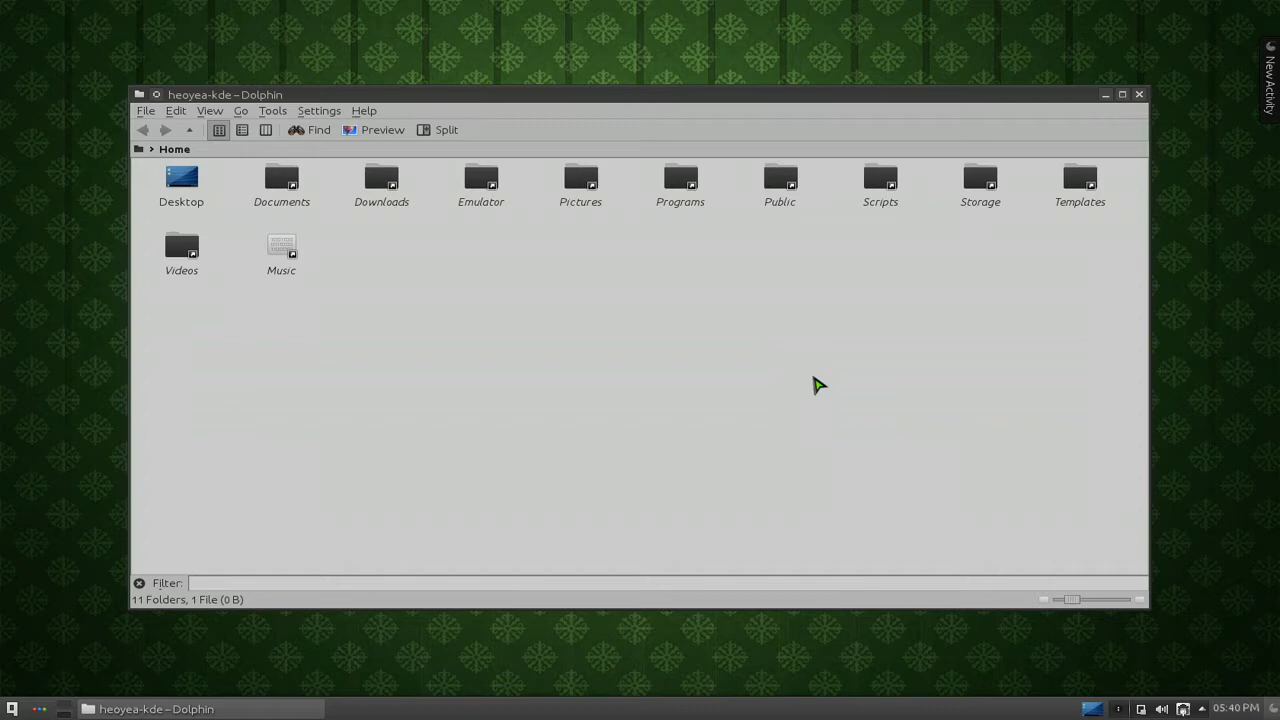 heoyea-kde – Dolphin
New Activity
File Edit View Go Tools Settings Help
Find Preview Split
Home
Desktop Documents Downloads Emulator Pictures Programs Public Scripts Storage Templates
Videos Music
Filter:
11 Folders, 1 File (0 B)
heoyea-kde – Dolphin 05:40 PM